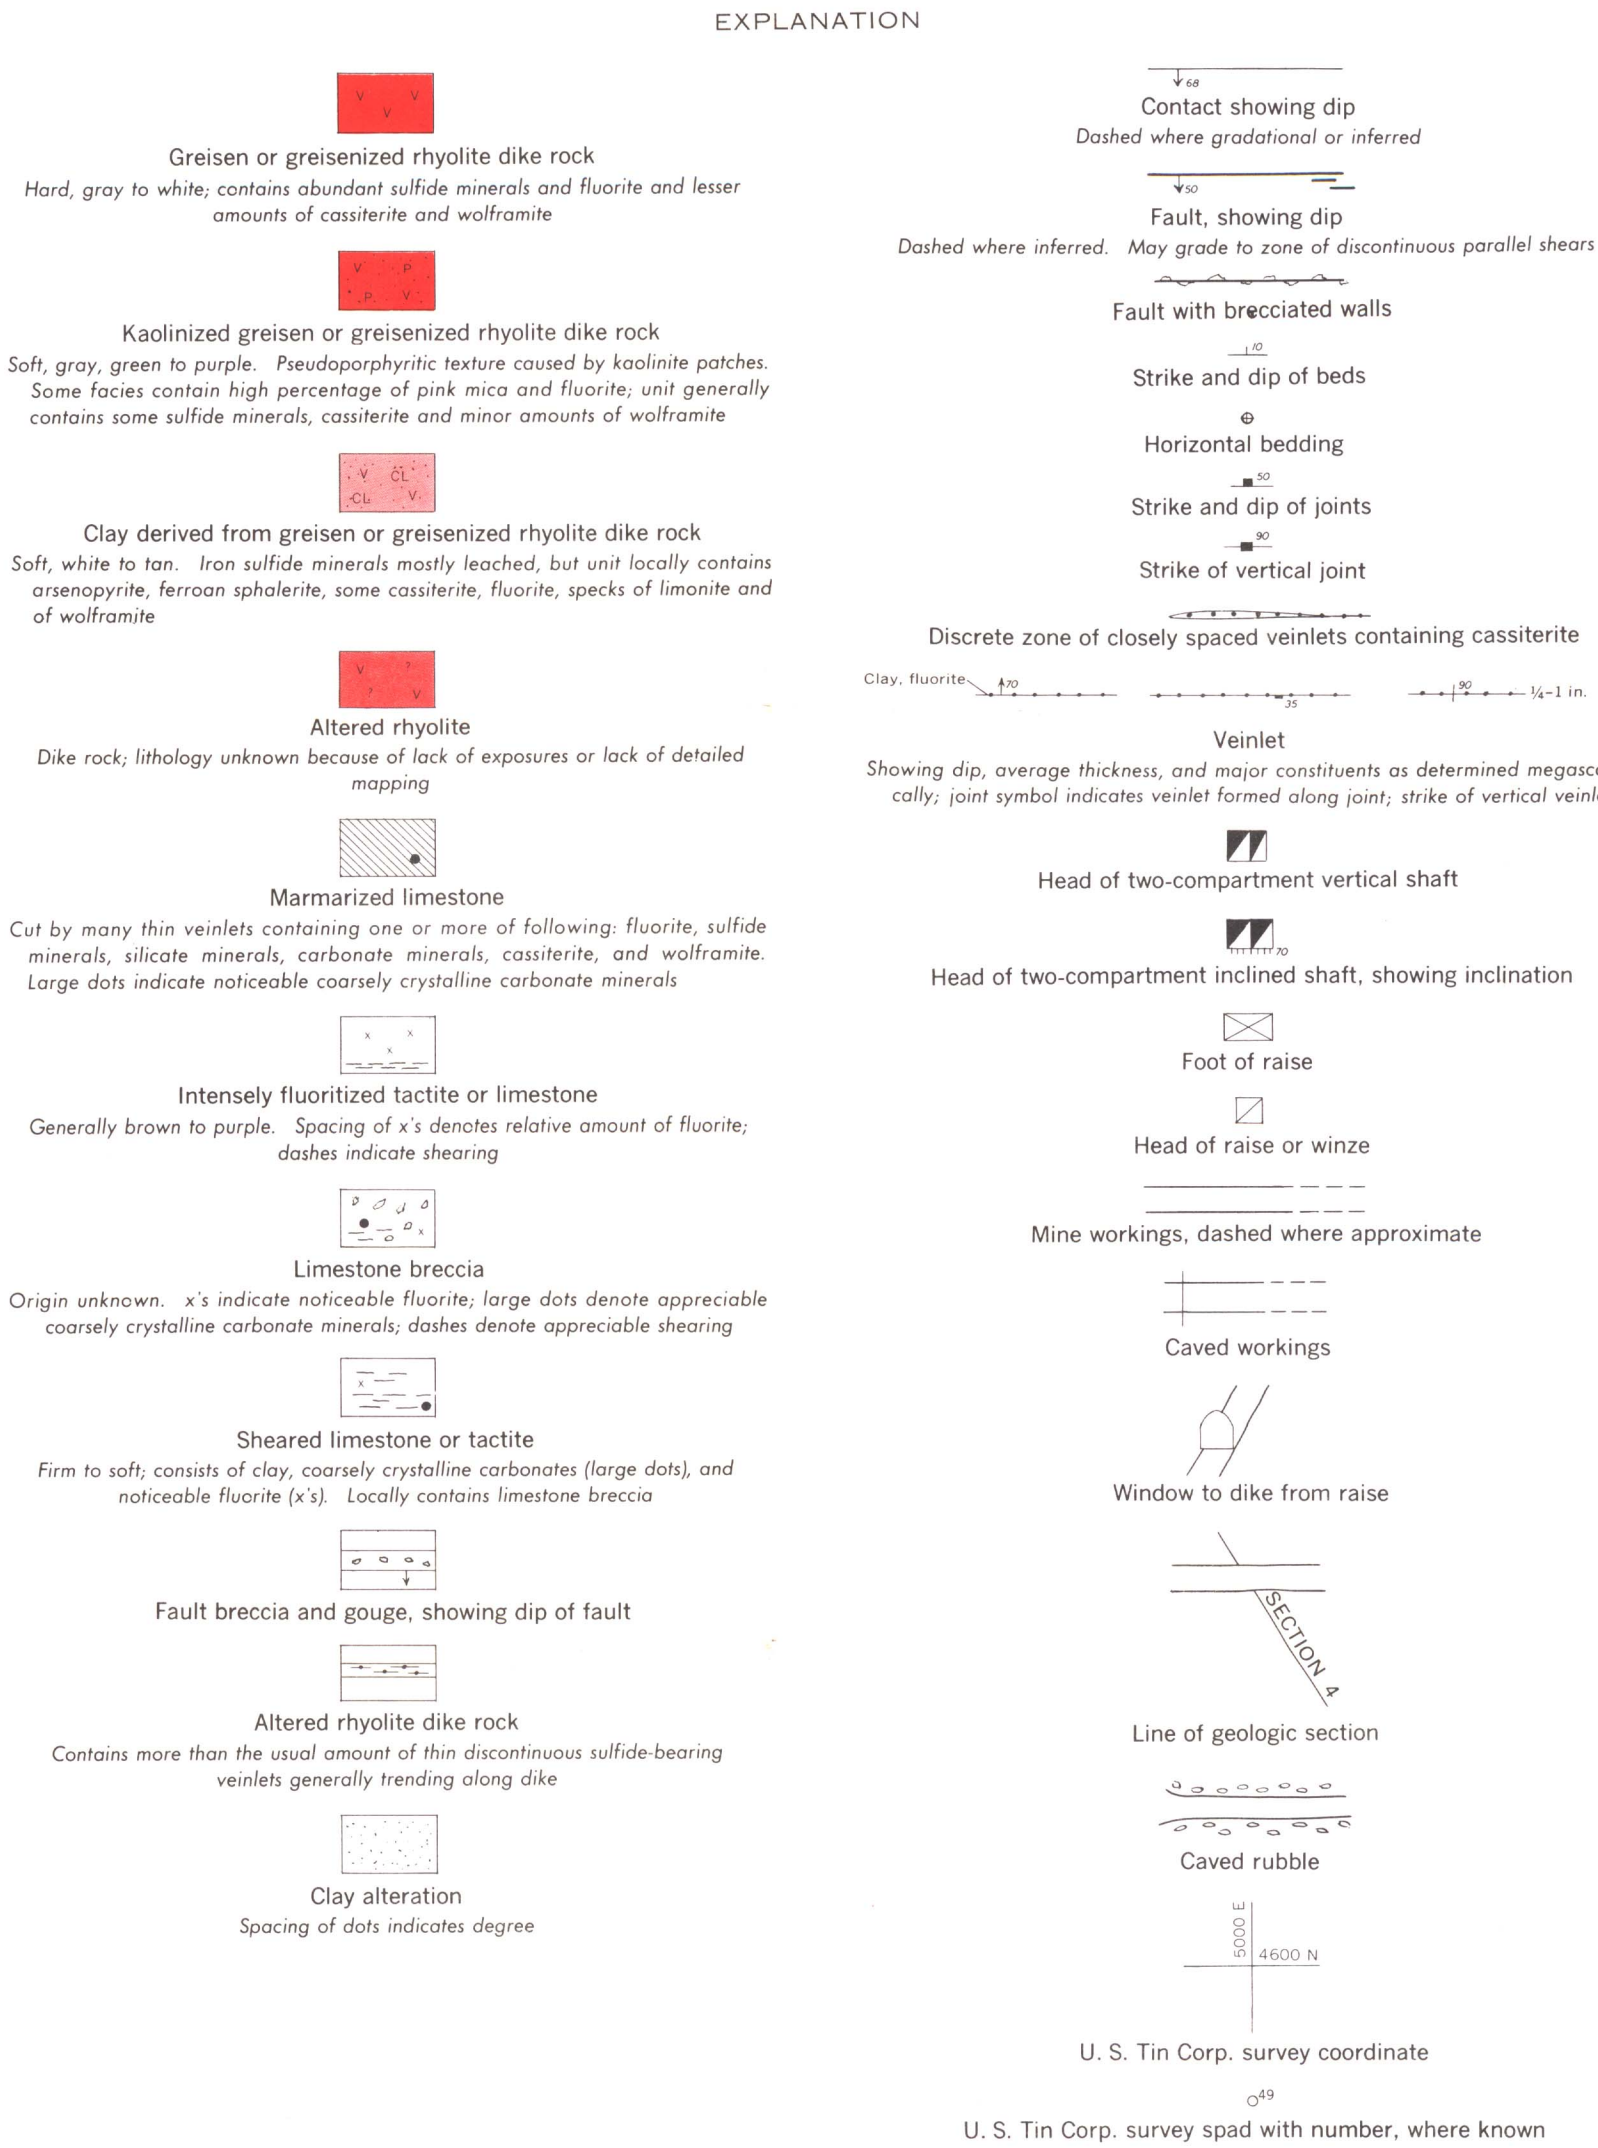 EXPLANATION
V V
V
Greisen or greisenized rhyolite dike rock
Hard, gray to white; contains abundant sulfide minerals and fluorite and lesser
amounts of cassiterite and wolframite
V P
P V
Kaolinized greisen or greisenized rhyolite dike rock
Soft, gray, green to purple. Pseudoporphyritic texture caused by kaolinite patches.
Some facies contain high percentage of pink mica and fluorite; unit generally
contains some sulfide minerals, cassiterite and minor amounts of wolframite
V CL
CL V
Clay derived from greisen or greisenized rhyolite dike rock
Soft, white to tan. Iron sulfide minerals mostly leached, but unit locally contains
arsenopyrite, ferroan sphalerite, some cassiterite, fluorite, specks of limonite and
of wolframite
V ?
? V
Altered rhyolite
Dike rock; lithology unknown because of lack of exposures or lack of detailed
mapping
Marmarized limestone
Cut by many thin veinlets containing one or more of following: fluorite, sulfide
minerals, silicate minerals, carbonate minerals, cassiterite, and wolframite.
Large dots indicate noticeable coarsely crystalline carbonate minerals
x x
x
Intensely fluoritized tactite or limestone
Generally brown to purple. Spacing of x's denotes relative amount of fluorite;
dashes indicate shearing
x
Limestone breccia
Origin unknown. x's indicate noticeable fluorite; large dots denote appreciable
coarsely crystalline carbonate minerals; dashes denote appreciable shearing
x
Sheared limestone or tactite
Firm to soft; consists of clay, coarsely crystalline carbonates (large dots), and
noticeable fluorite (x's). Locally contains limestone breccia
Fault breccia and gouge, showing dip of fault
Altered rhyolite dike rock
Contains more than the usual amount of thin discontinuous sulfide-bearing
veinlets generally trending along dike
Clay alteration
Spacing of dots indicates degree
68
Contact showing dip
Dashed where gradational or inferred
50
Fault, showing dip
Dashed where inferred. May grade to zone of discontinuous parallel shears
Fault with brecciated walls
10
Strike and dip of beds
Horizontal bedding
50
Strike and dip of joints
90
Strike of vertical joint
Discrete zone of closely spaced veinlets containing cassiterite
Clay, fluorite 70 35 90 ¼–1 in.
Veinlet
Showing dip, average thickness, and major constituents as determined megasc
cally; joint symbol indicates veinlet formed along joint; strike of vertical veinl
Head of two-compartment vertical shaft
70
Head of two-compartment inclined shaft, showing inclination
Foot of raise
Head of raise or winze
Mine workings, dashed where approximate
Caved workings
Window to dike from raise
SECTION 4
Line of geologic section
Caved rubble
5000 E
4600 N
U. S. Tin Corp. survey coordinate
49
U. S. Tin Corp. survey spad with number, where known